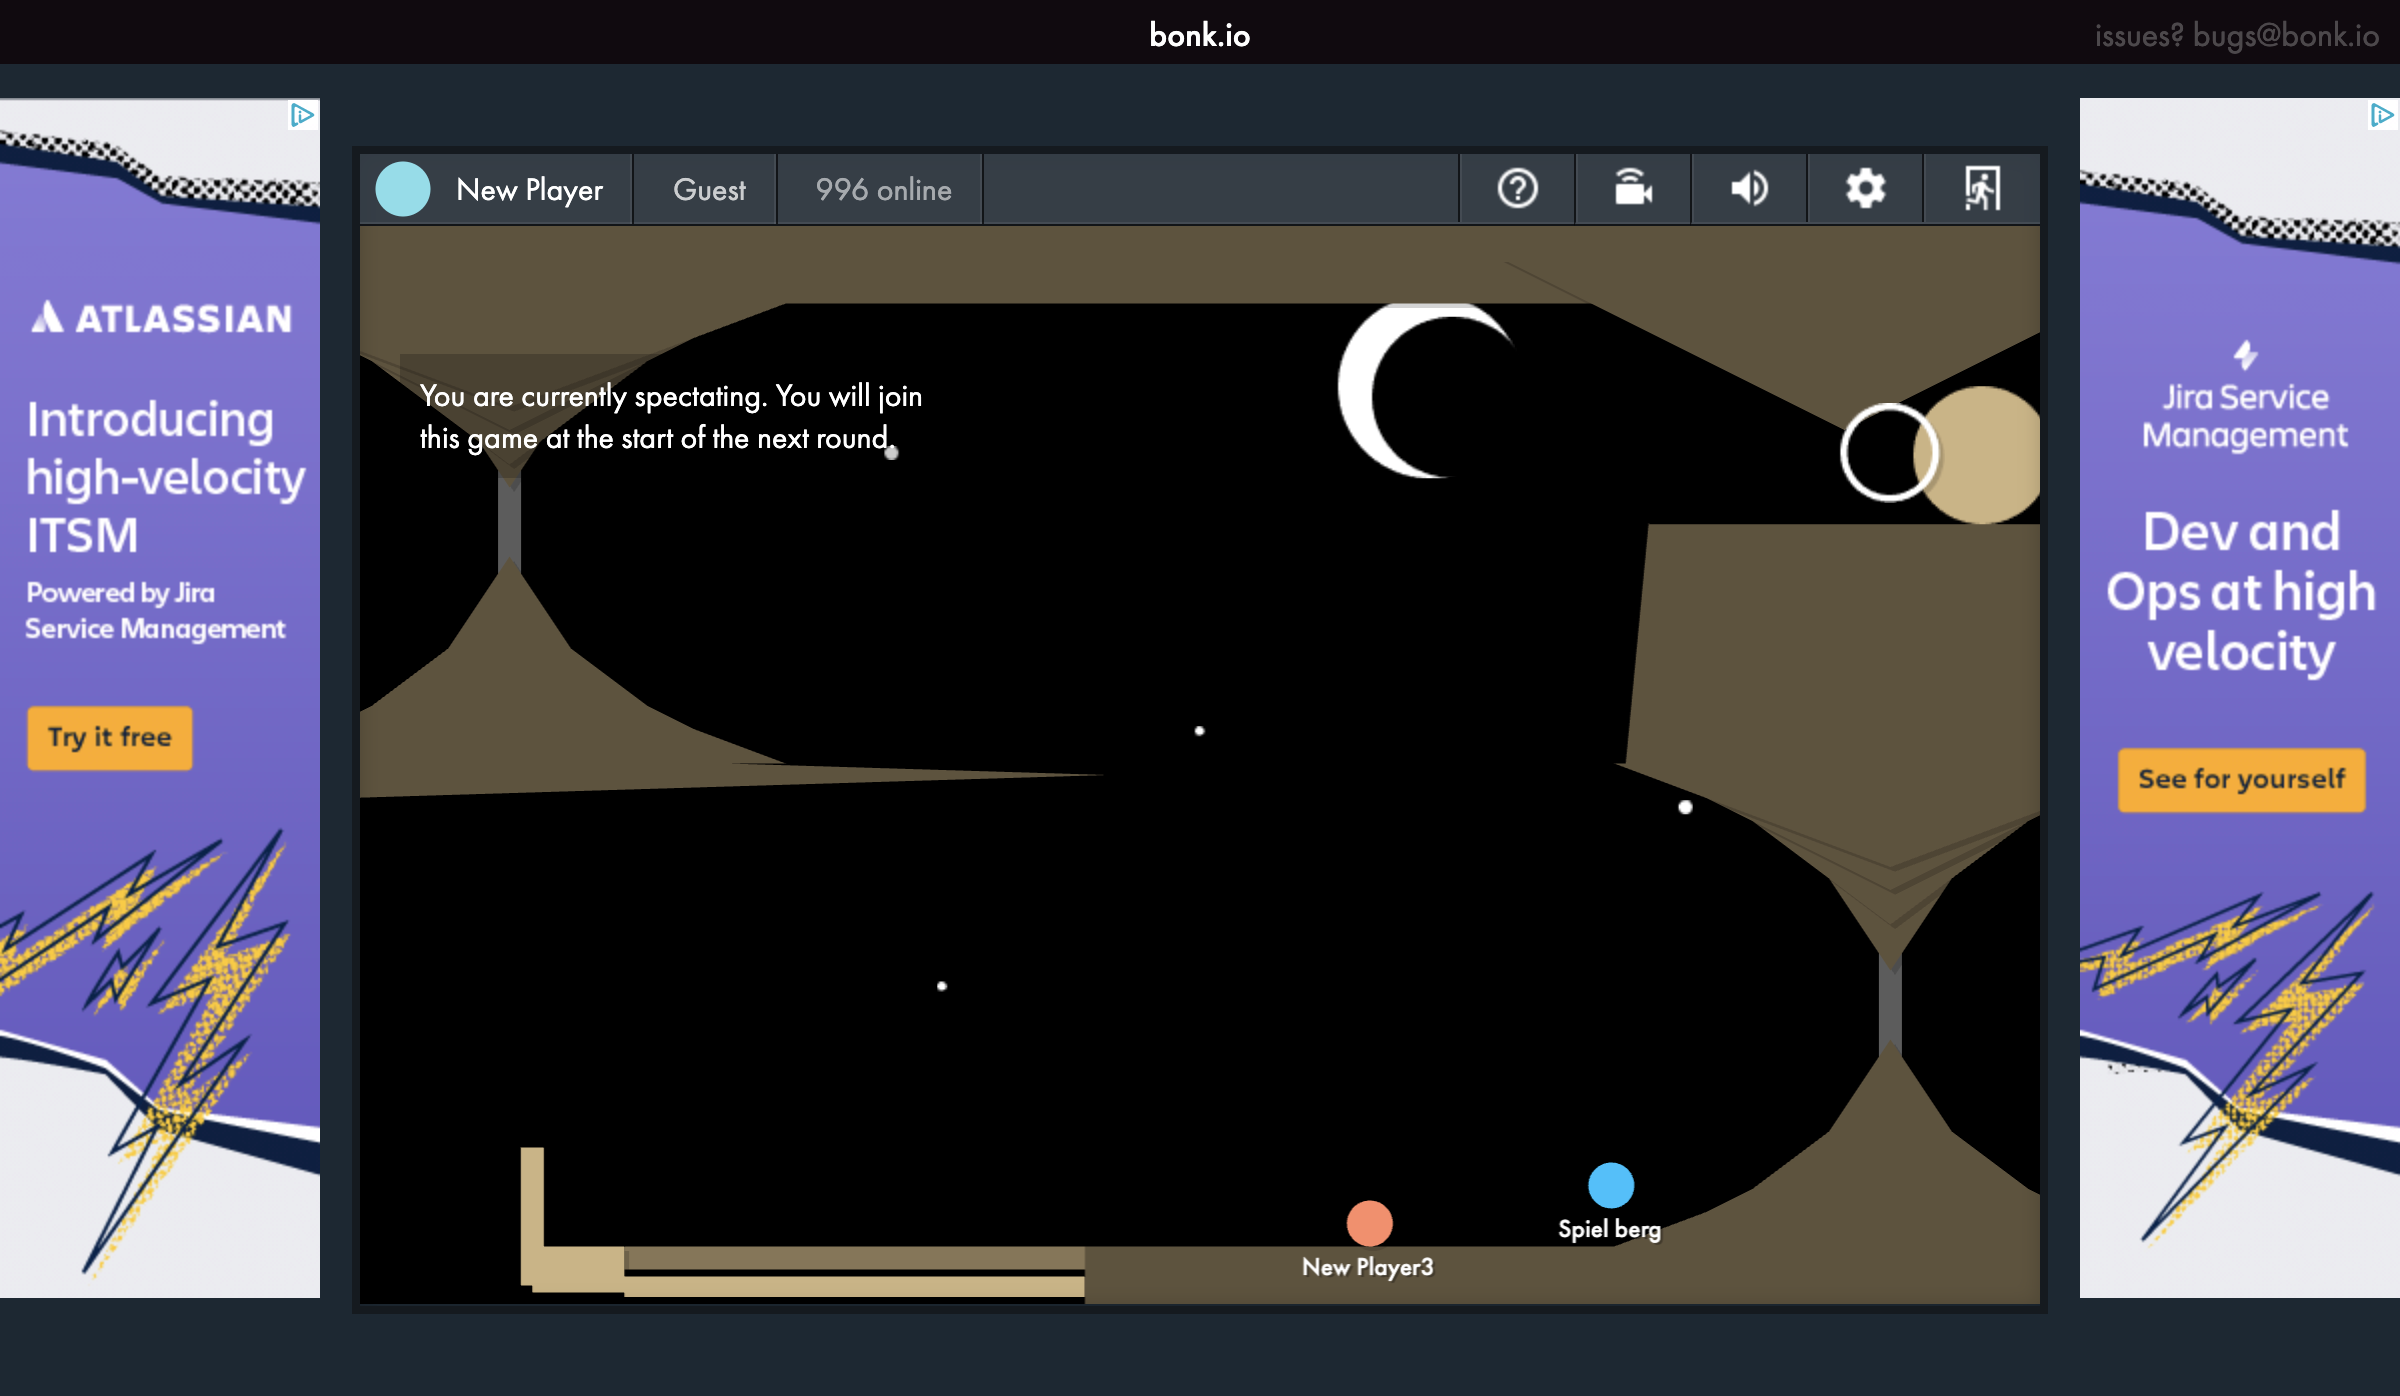 bonk.io
issues? bugs@bonk.io
ATLASSIAN
Introducing
high-velocity
ITSM
Powered by Jira
Service Management
Try it free
New Player
Guest
996 online
You are currently spectating. You will join
this game at the start of the next round.
New Player3
Spiel berg
Jira Service
Management
Dev and
Ops at high
velocity
See for yourself